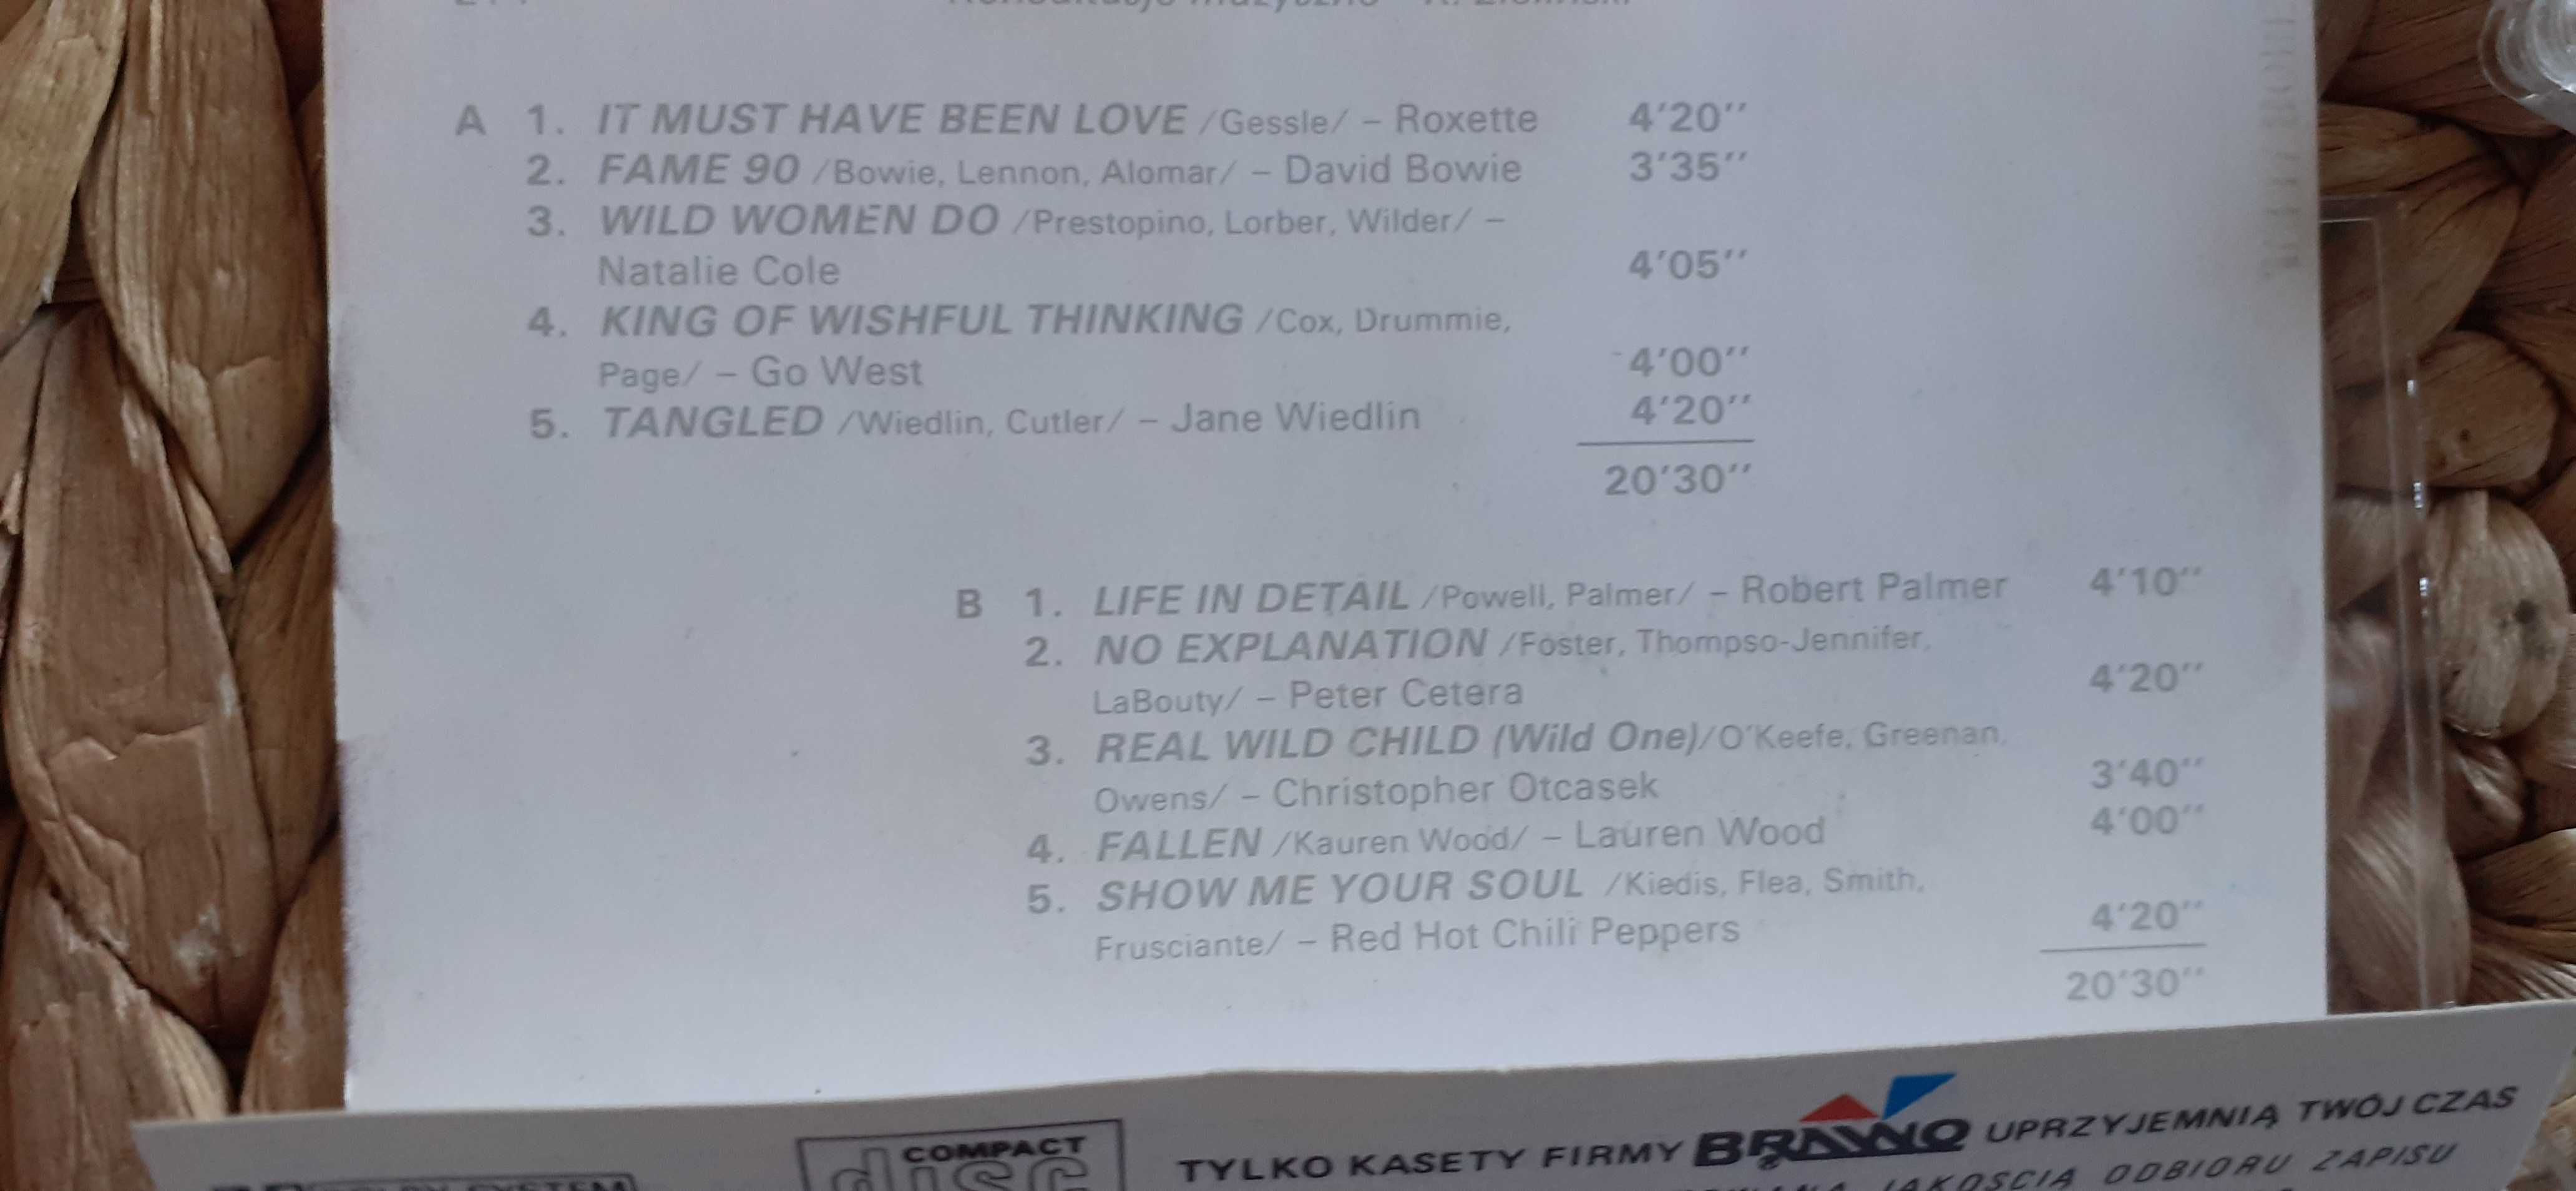 A 1. IT MUST HAVE BEEN LOVE /Gessle/ – Roxette 4'20''
2. FAME 90 /Bowie, Lennon, Alomar/ – David Bowie 3'35''
3. WILD WOMEN DO /Prestopino, Lorber, Wilder/ –
Natalie Cole 4'05''
4. KING OF WISHFUL THINKING /Cox, Drummie,
Page/ – Go West 4'00''
5. TANGLED /Wiedlin, Cutler/ – Jane Wiedlin 4'20''
20'30''
B 1. LIFE IN DETAIL /Powell, Palmer/ – Robert Palmer 4'10''
2. NO EXPLANATION /Foster, Thompso-Jennifer,
LaBouty/ – Peter Cetera 4'20''
3. REAL WILD CHILD (Wild One)/O'Keefe, Greenan,
Owens/ – Christopher Otcasek 3'40''
4. FALLEN /Kauren Wood/ – Lauren Wood 4'00''
5. SHOW ME YOUR SOUL /Kiedis, Flea, Smith,
Frusciante/ – Red Hot Chili Peppers 4'20''
20'30''
COMPACT
disc
TYLKO KASETY FIRMY BRAWO UPRZYJEMNIĄ TWÓJ CZAS
JAKOSCIĄ ODBIORU ZAPISU
SYSTEM